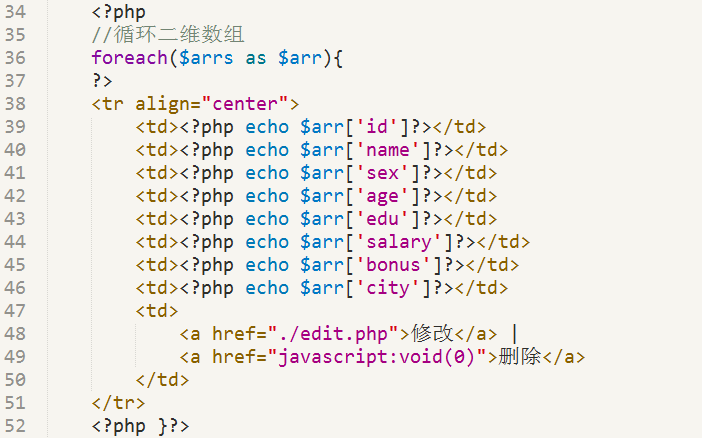 34 <?php
35 //循环二维数组
36 foreach($arrs as $arr){
37 ?>
38 <tr align="center">
39 <td><?php echo $arr['id']?></td>
40 <td><?php echo $arr['name']?></td>
41 <td><?php echo $arr['sex']?></td>
42 <td><?php echo $arr['age']?></td>
43 <td><?php echo $arr['edu']?></td>
44 <td><?php echo $arr['salary']?></td>
45 <td><?php echo $arr['bonus']?></td>
46 <td><?php echo $arr['city']?></td>
47 <td>
48 <a href="./edit.php">修改</a> |
49 <a href="javascript:void(0)">删除</a>
50 </td>
51 </tr>
52 <?php }?>